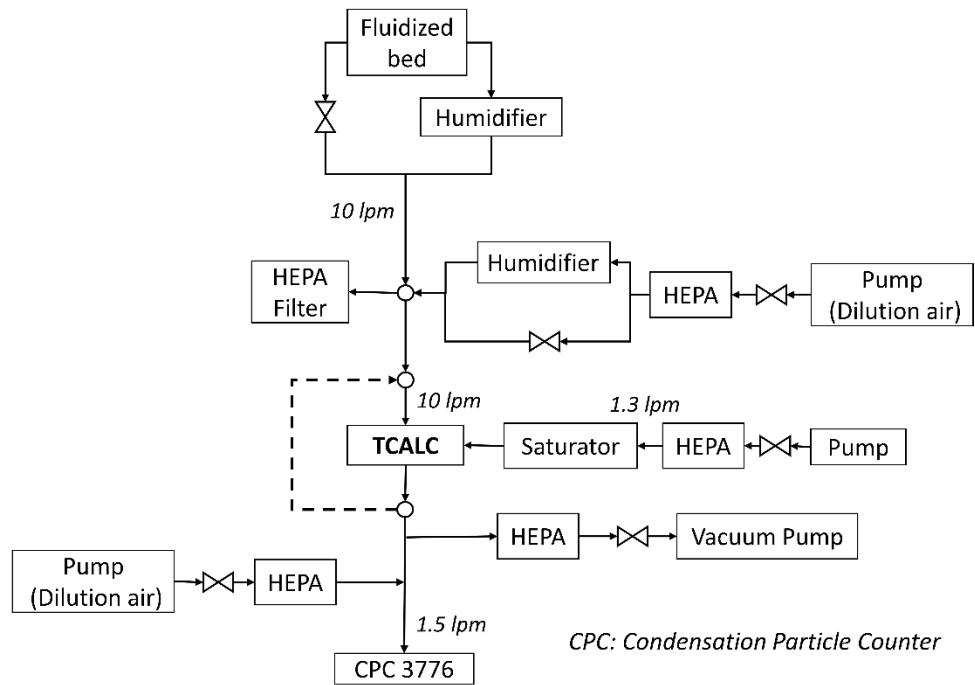 Fluidized
bed
Humidifier
10 lpm
HEPA
Filter
Humidifier
HEPA
Pump
(Dilution air)
10 lpm
1.3 lpm
TCALC
Saturator
HEPA
Pump
HEPA
Vacuum Pump
Pump
(Dilution air)
HEPA
1.5 lpm
CPC 3776
CPC: Condensation Particle Counter